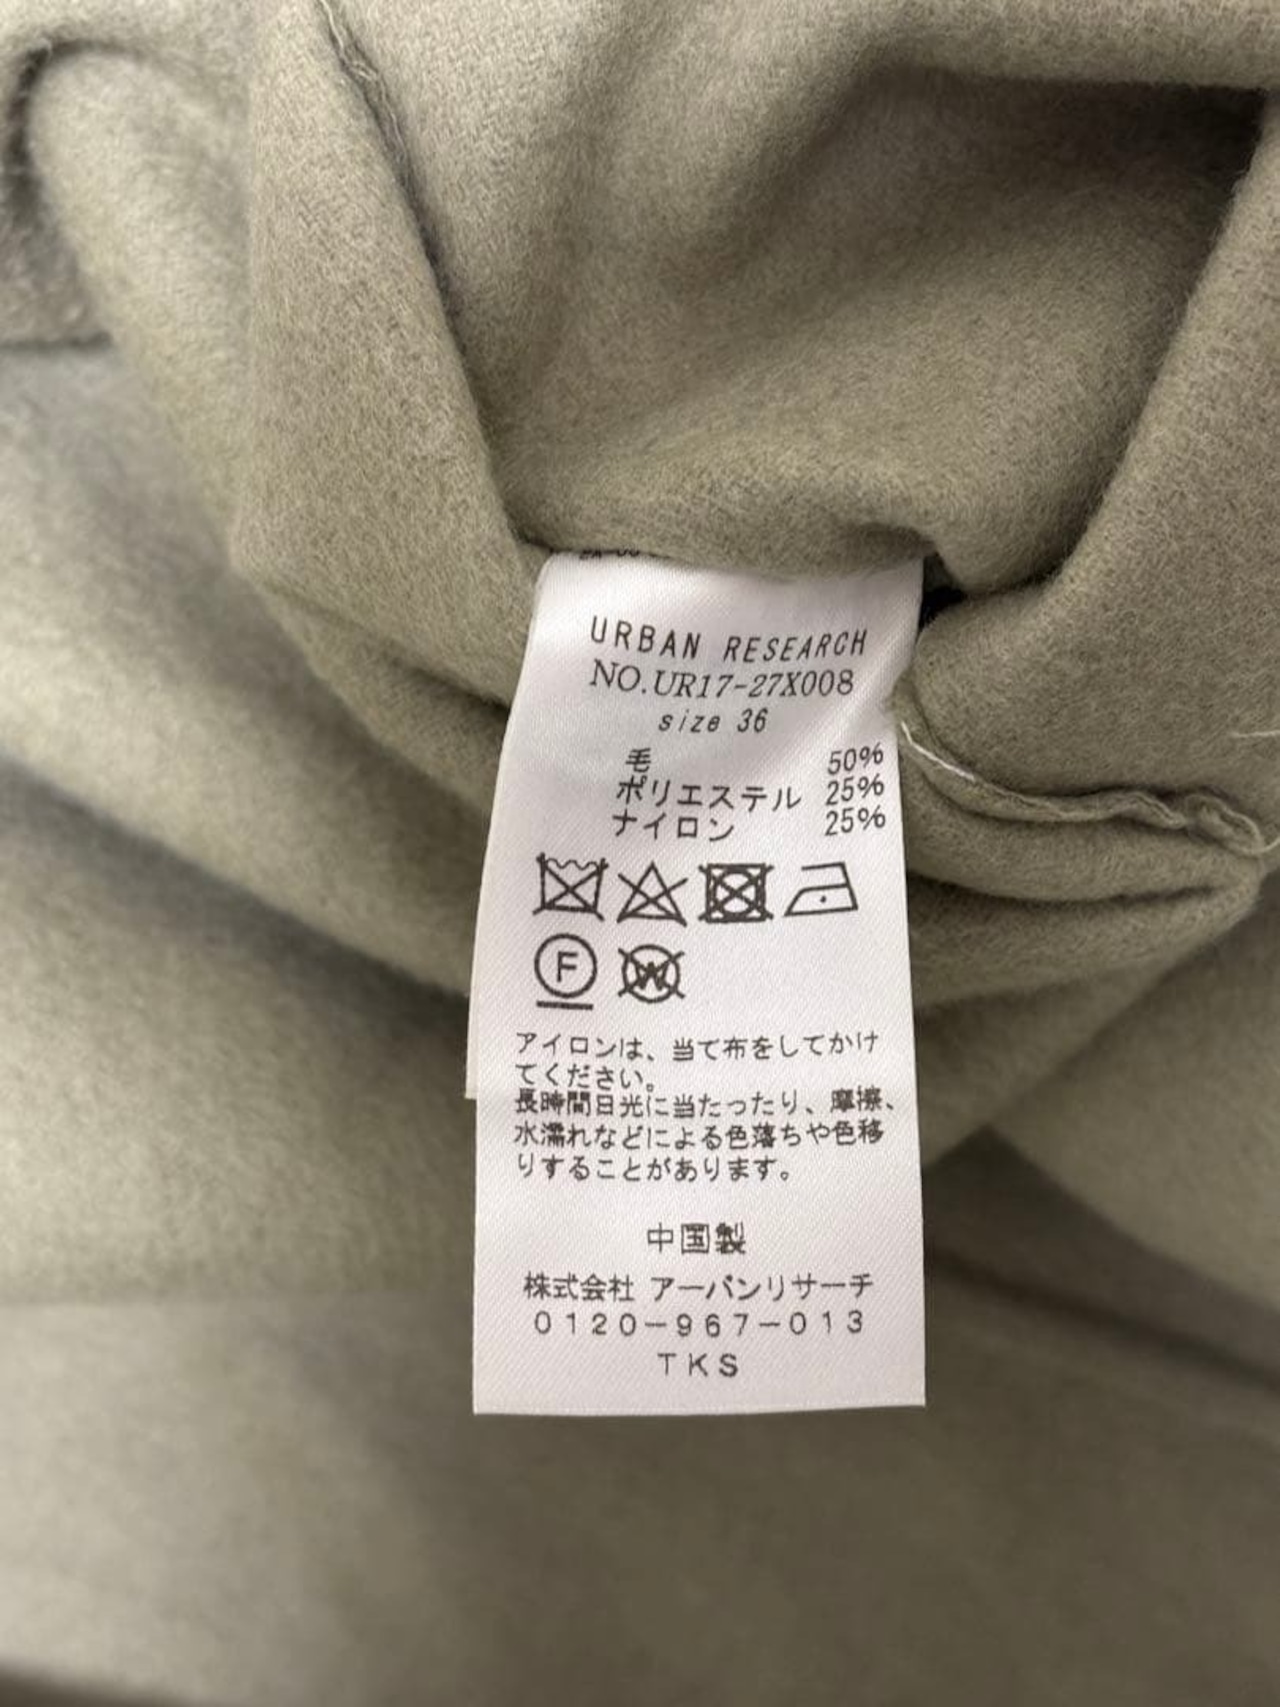 URBAN RESEARCH
NO.UR17-27X008
size 36
毛 50%
ポリエステル 25%
ナイロン 25%
F
W
アイロンは、当て布をしてかけ
てください。
長時間日光に当たったり、摩擦、
水濡れなどによる色落ちや色移
りすることがあります。
中国製
株式会社 アーバンリサーチ
0120-967-013
TKS